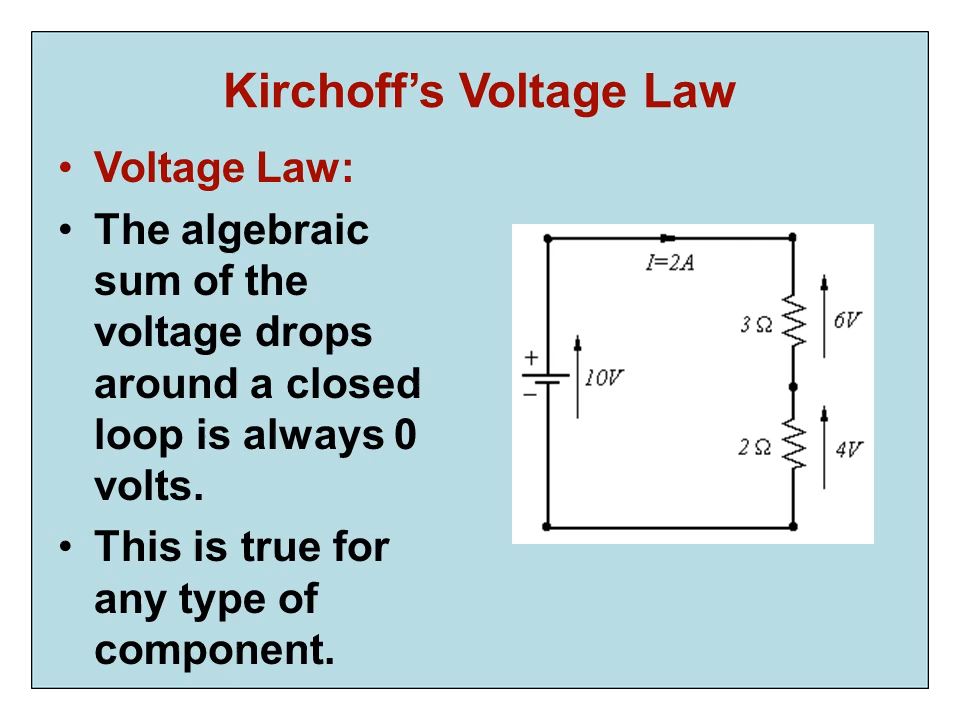 Kirchoff’s Voltage Law
• Voltage Law:
• The algebraic
sum of the
voltage drops
around a closed
loop is always 0
volts.
• This is true for
any type of
component.
I=2A
3 Ω
6V
+
10V
−
2 Ω
4V